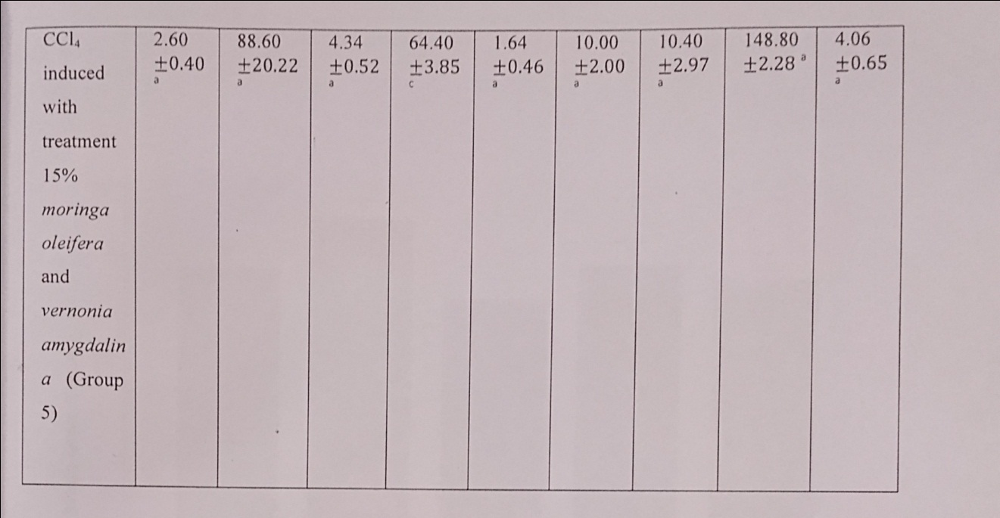 CCl₄ 2.60 88.60 4.34 64.40 1.64 10.00 10.40 148.80 4.06
induced ±0.40 ±20.22 ±0.52 ±3.85 ±0.46 ±2.00 ±2.97 ±2.28 ª ±0.65
a a a c a a a a
with
treatment
15%
moringa
oleifera
and
vernonia
amygdalin
a (Group
5)